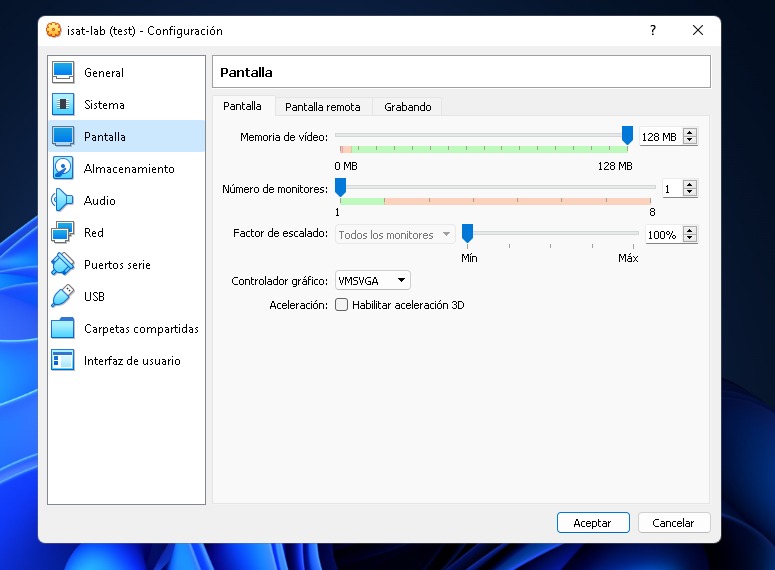 isat-lab (test) - Configuración
?
General
Sistema
Pantalla
Almacenamiento
Audio
Red
Puertos serie
USB
Carpetas compartidas
Interfaz de usuario
Pantalla
Pantalla Pantalla remota Grabando
Memoria de vídeo: 128 MB
0 MB 128 MB
Número de monitores: 1
1 8
Factor de escalado: Todos los monitores 100%
Mín Máx
Controlador gráfico: VMSVGA
Aceleración: Habilitar aceleración 3D
Aceptar Cancelar